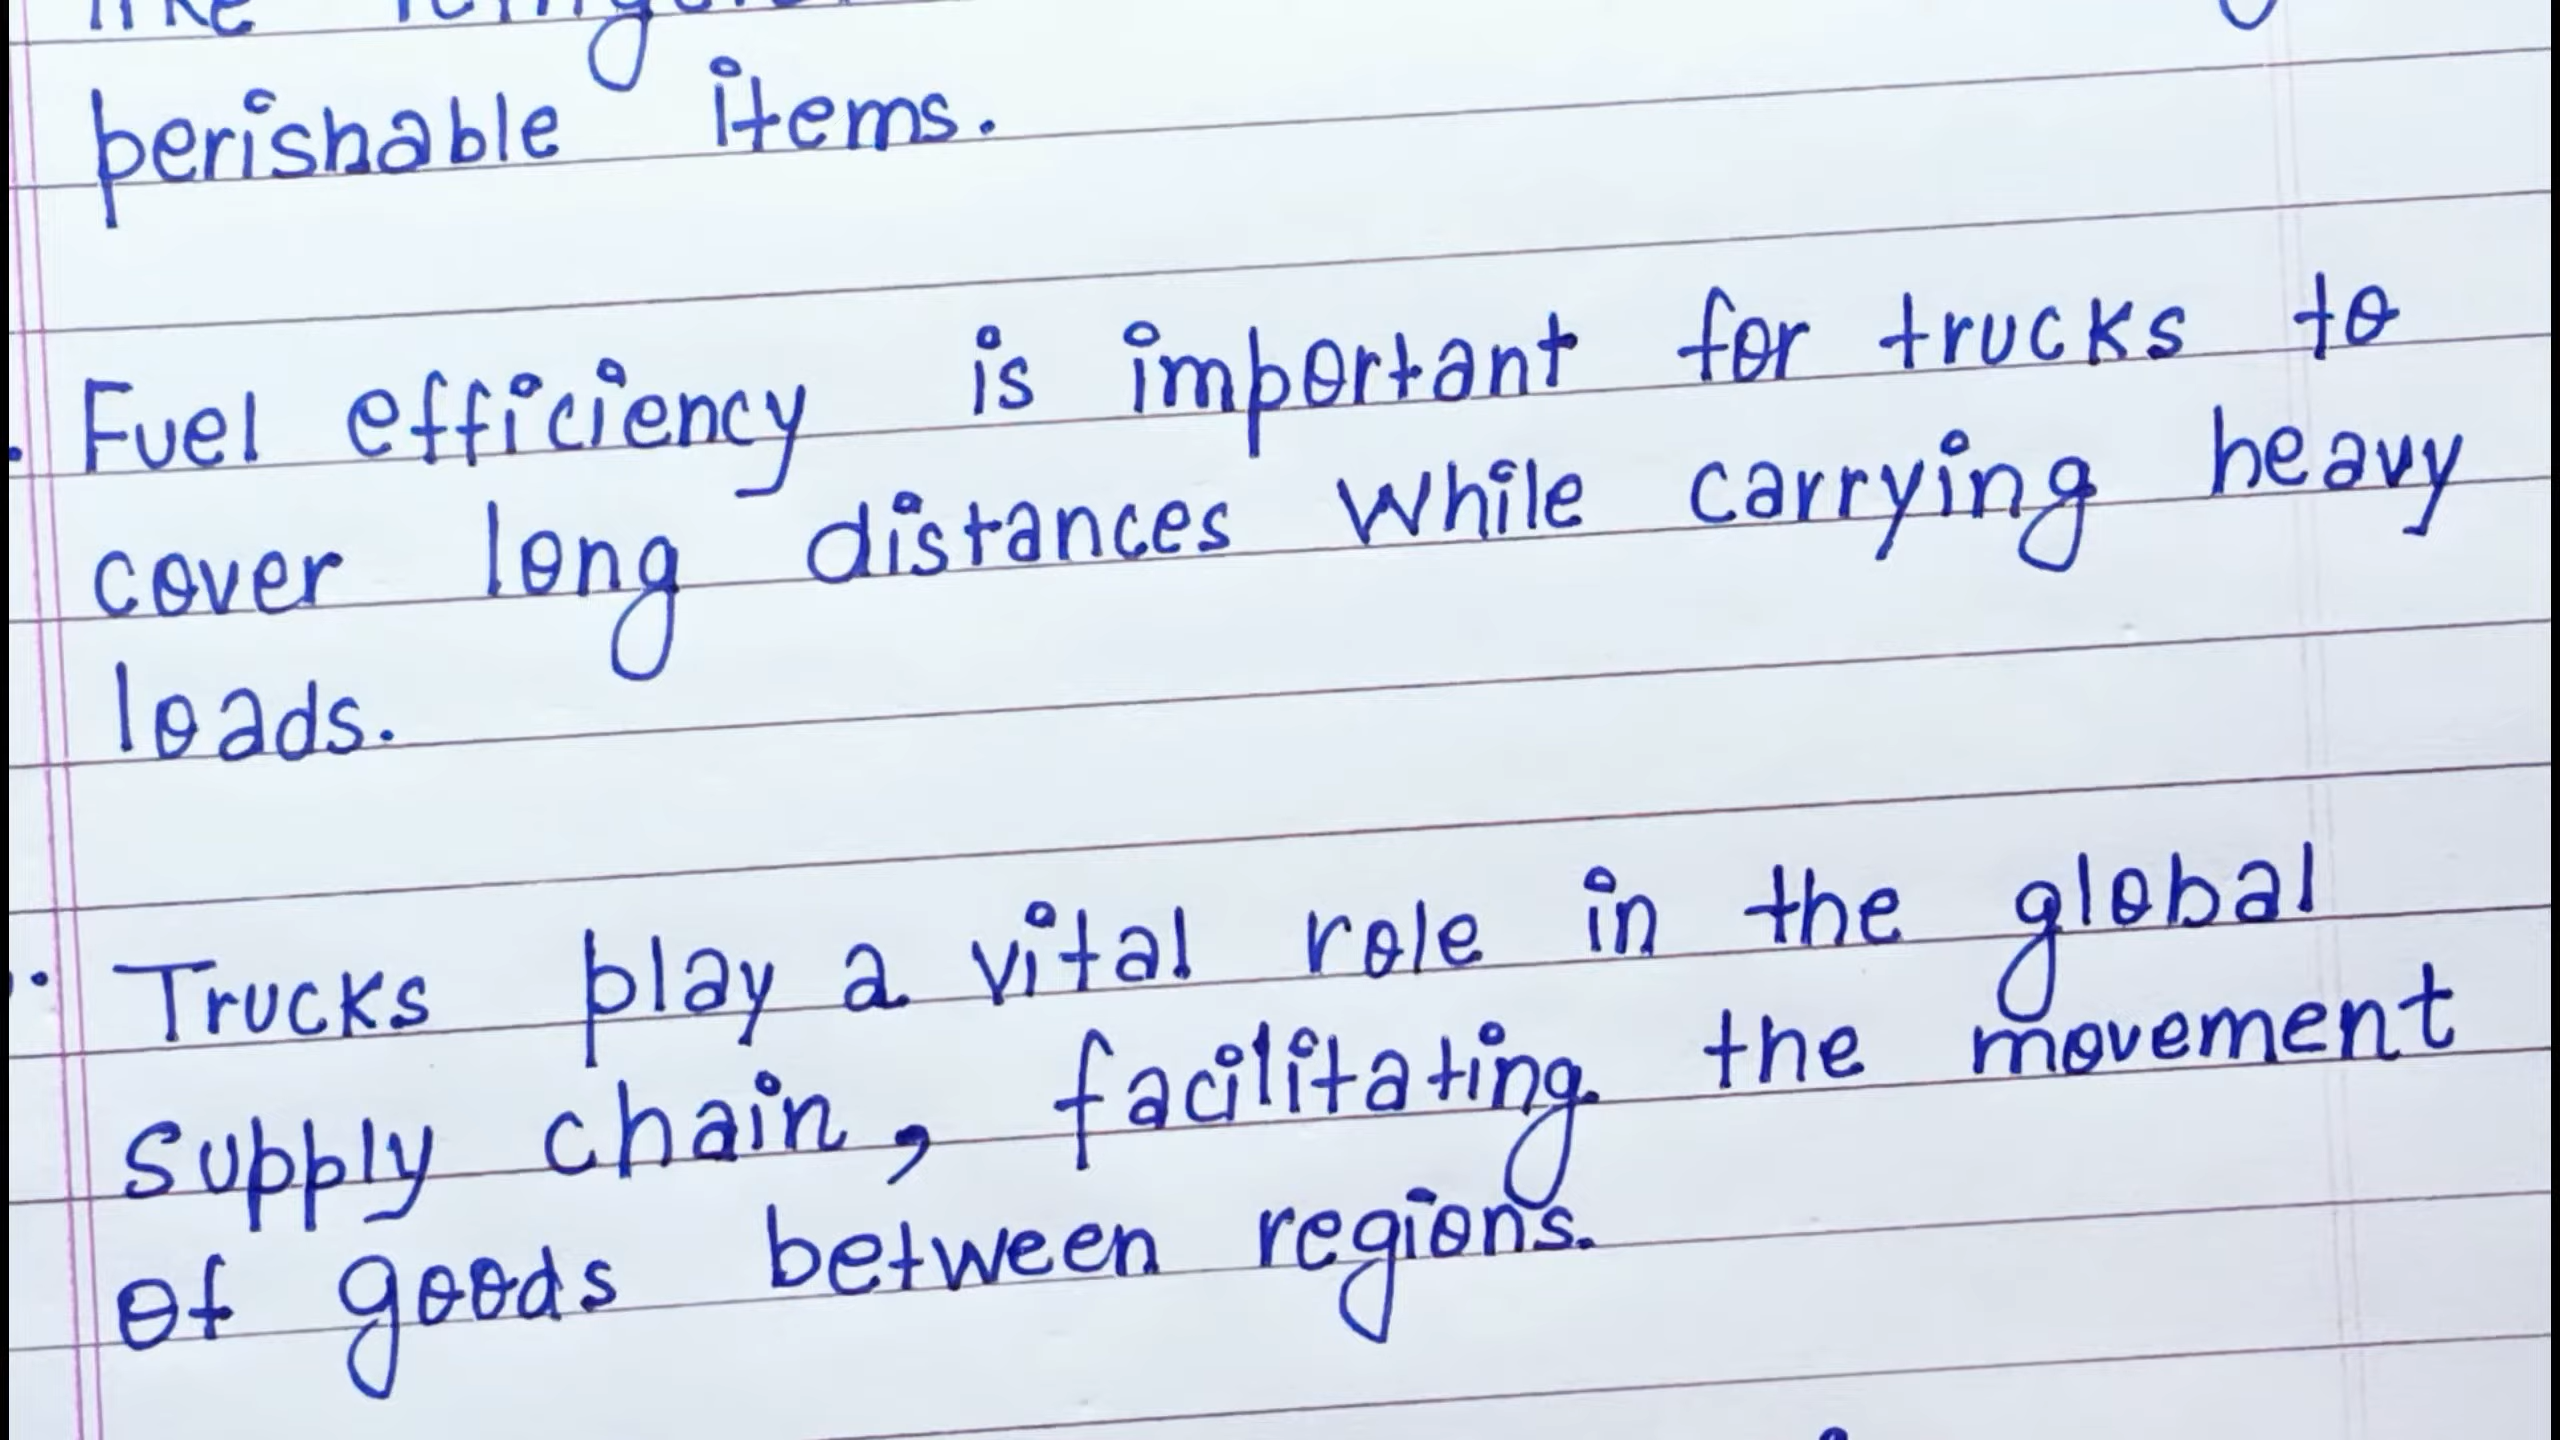 like
perishable items.
. Fuel efficiency is important for trucks to
cover long distances while carrying heavy
loads.
. Trucks play a vital role in the global
supply chain, facilitating the movement
of goods between regions.